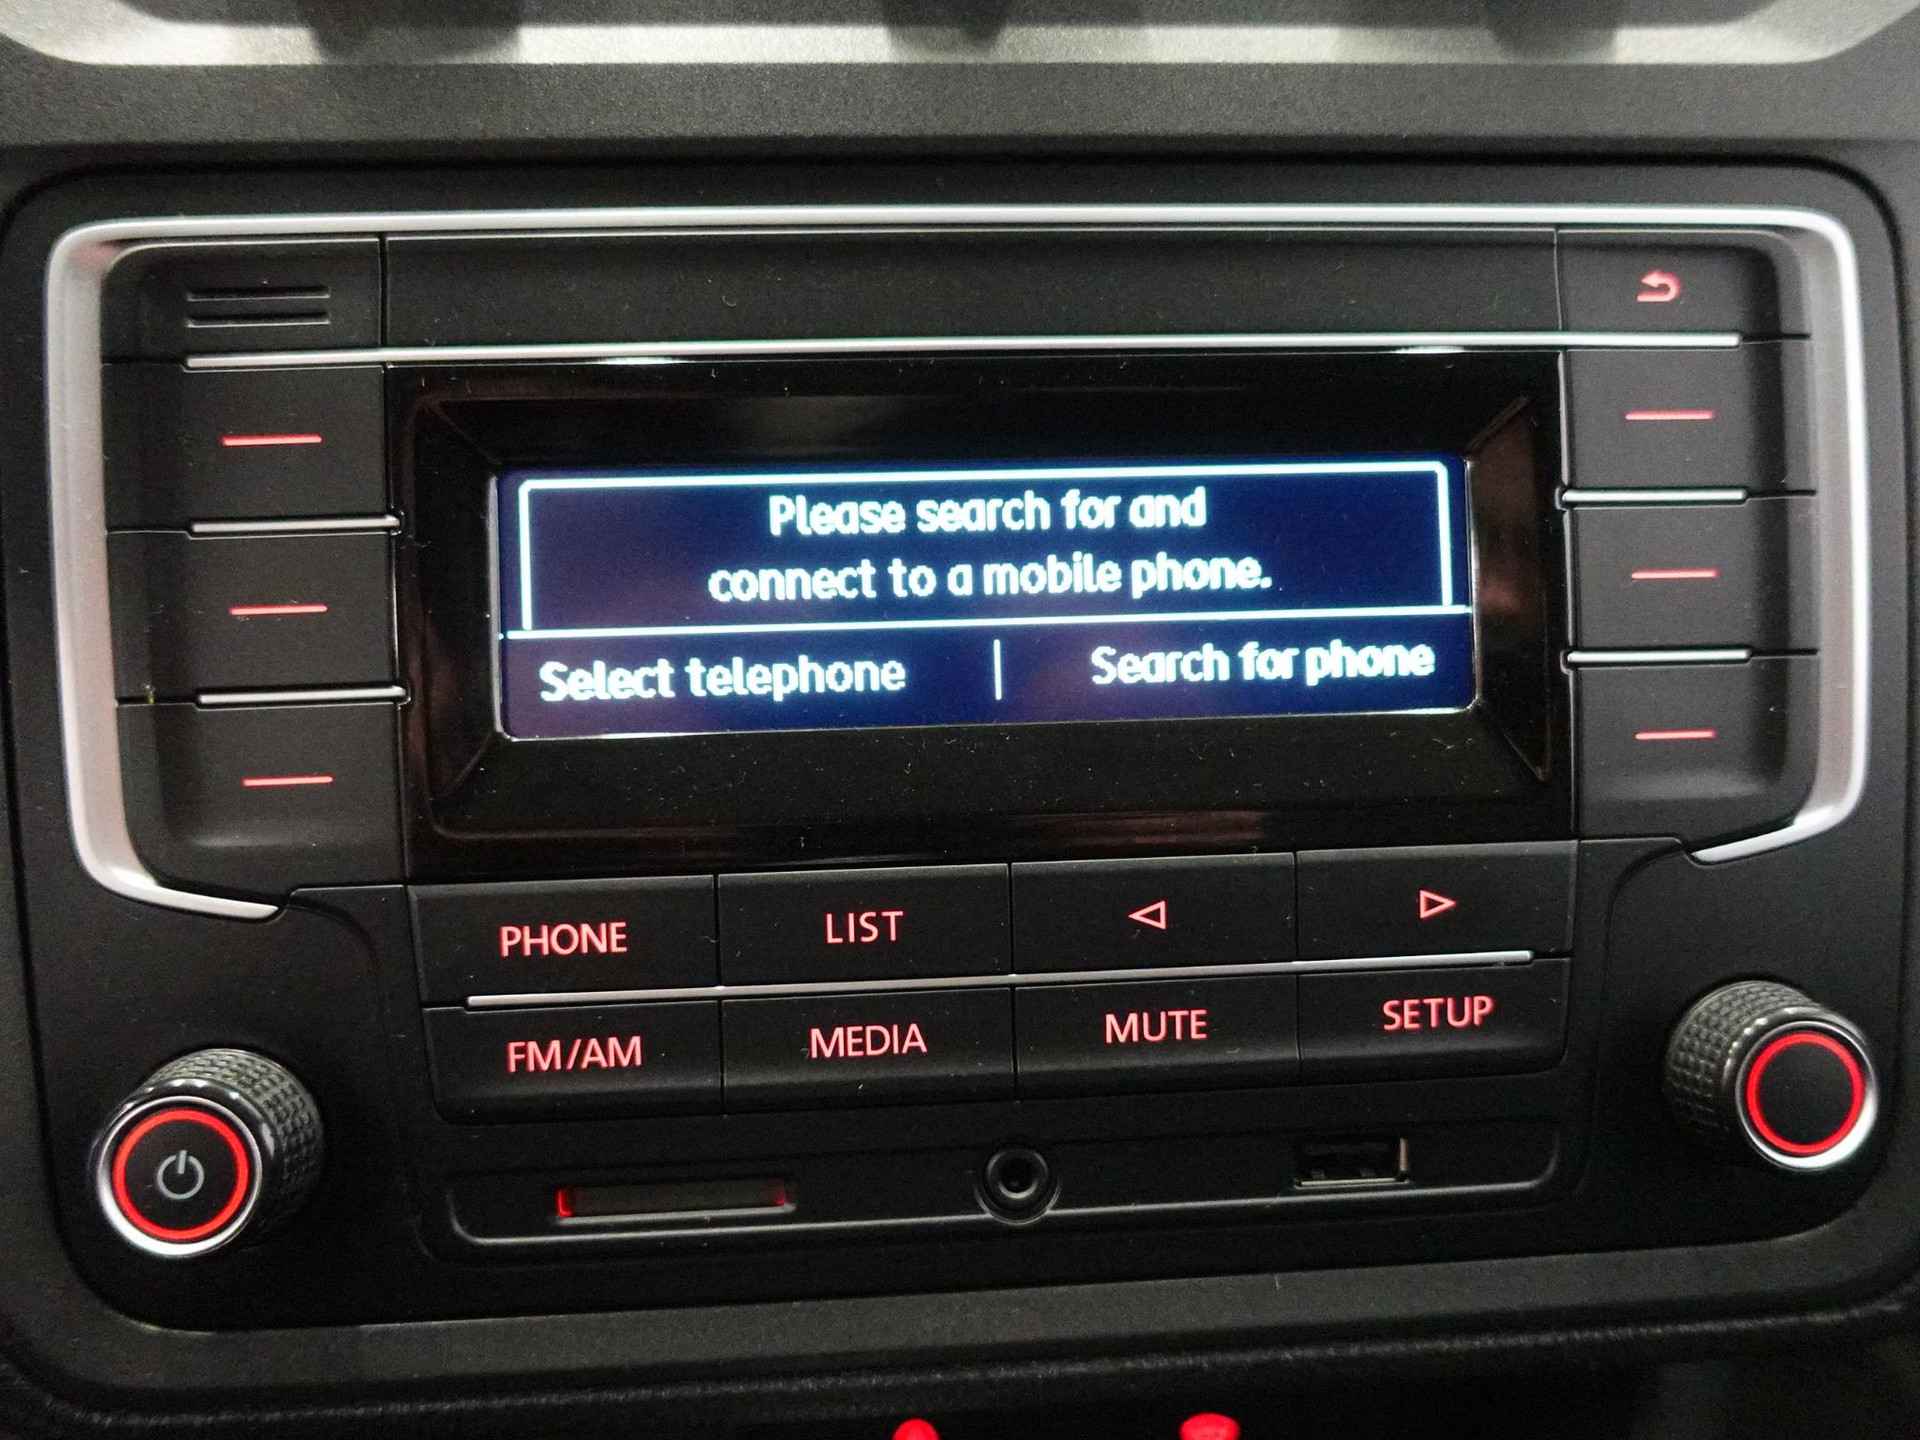 Please search for and
connect to a mobile phone.
Select telephone | Search for phone
PHONE LIST
FM/AM MEDIA MUTE SETUP